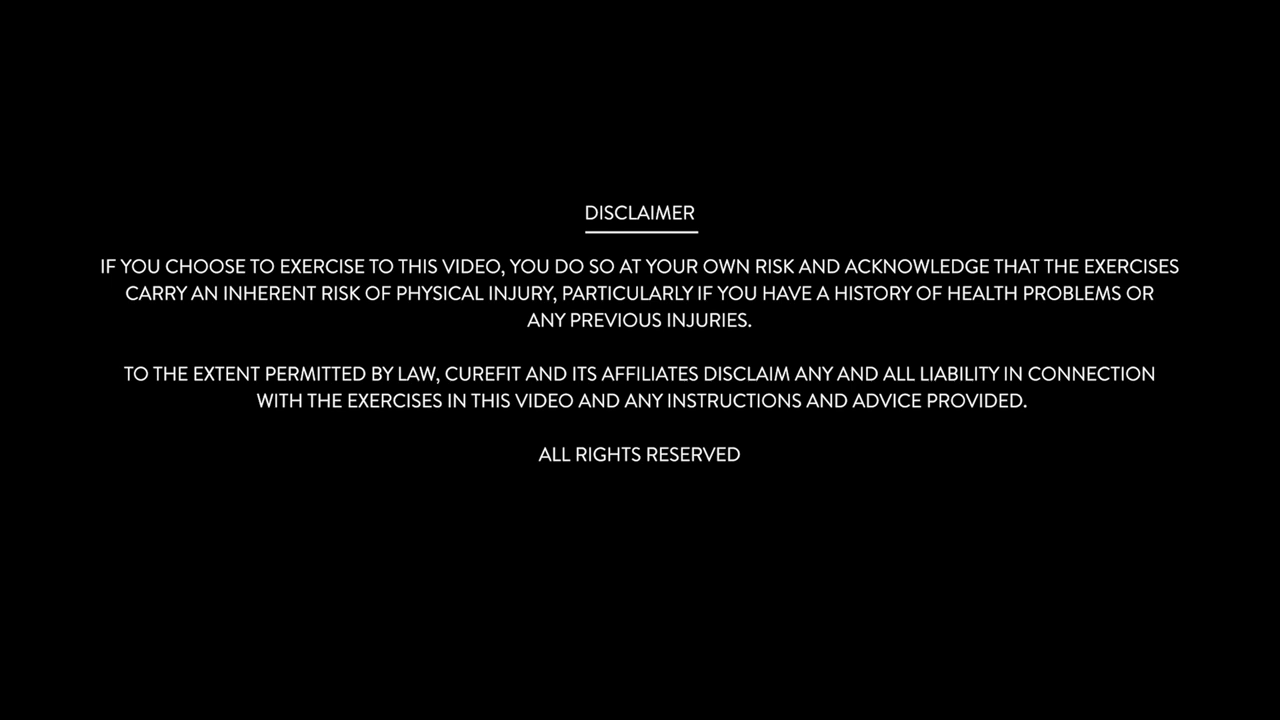 DISCLAIMER
IF YOU CHOOSE TO EXERCISE TO THIS VIDEO, YOU DO SO AT YOUR OWN RISK AND ACKNOWLEDGE THAT THE EXERCISES
CARRY AN INHERENT RISK OF PHYSICAL INJURY, PARTICULARLY IF YOU HAVE A HISTORY OF HEALTH PROBLEMS OR
ANY PREVIOUS INJURIES.
TO THE EXTENT PERMITTED BY LAW, CUREFIT AND ITS AFFILIATES DISCLAIM ANY AND ALL LIABILITY IN CONNECTION
WITH THE EXERCISES IN THIS VIDEO AND ANY INSTRUCTIONS AND ADVICE PROVIDED.
ALL RIGHTS RESERVED